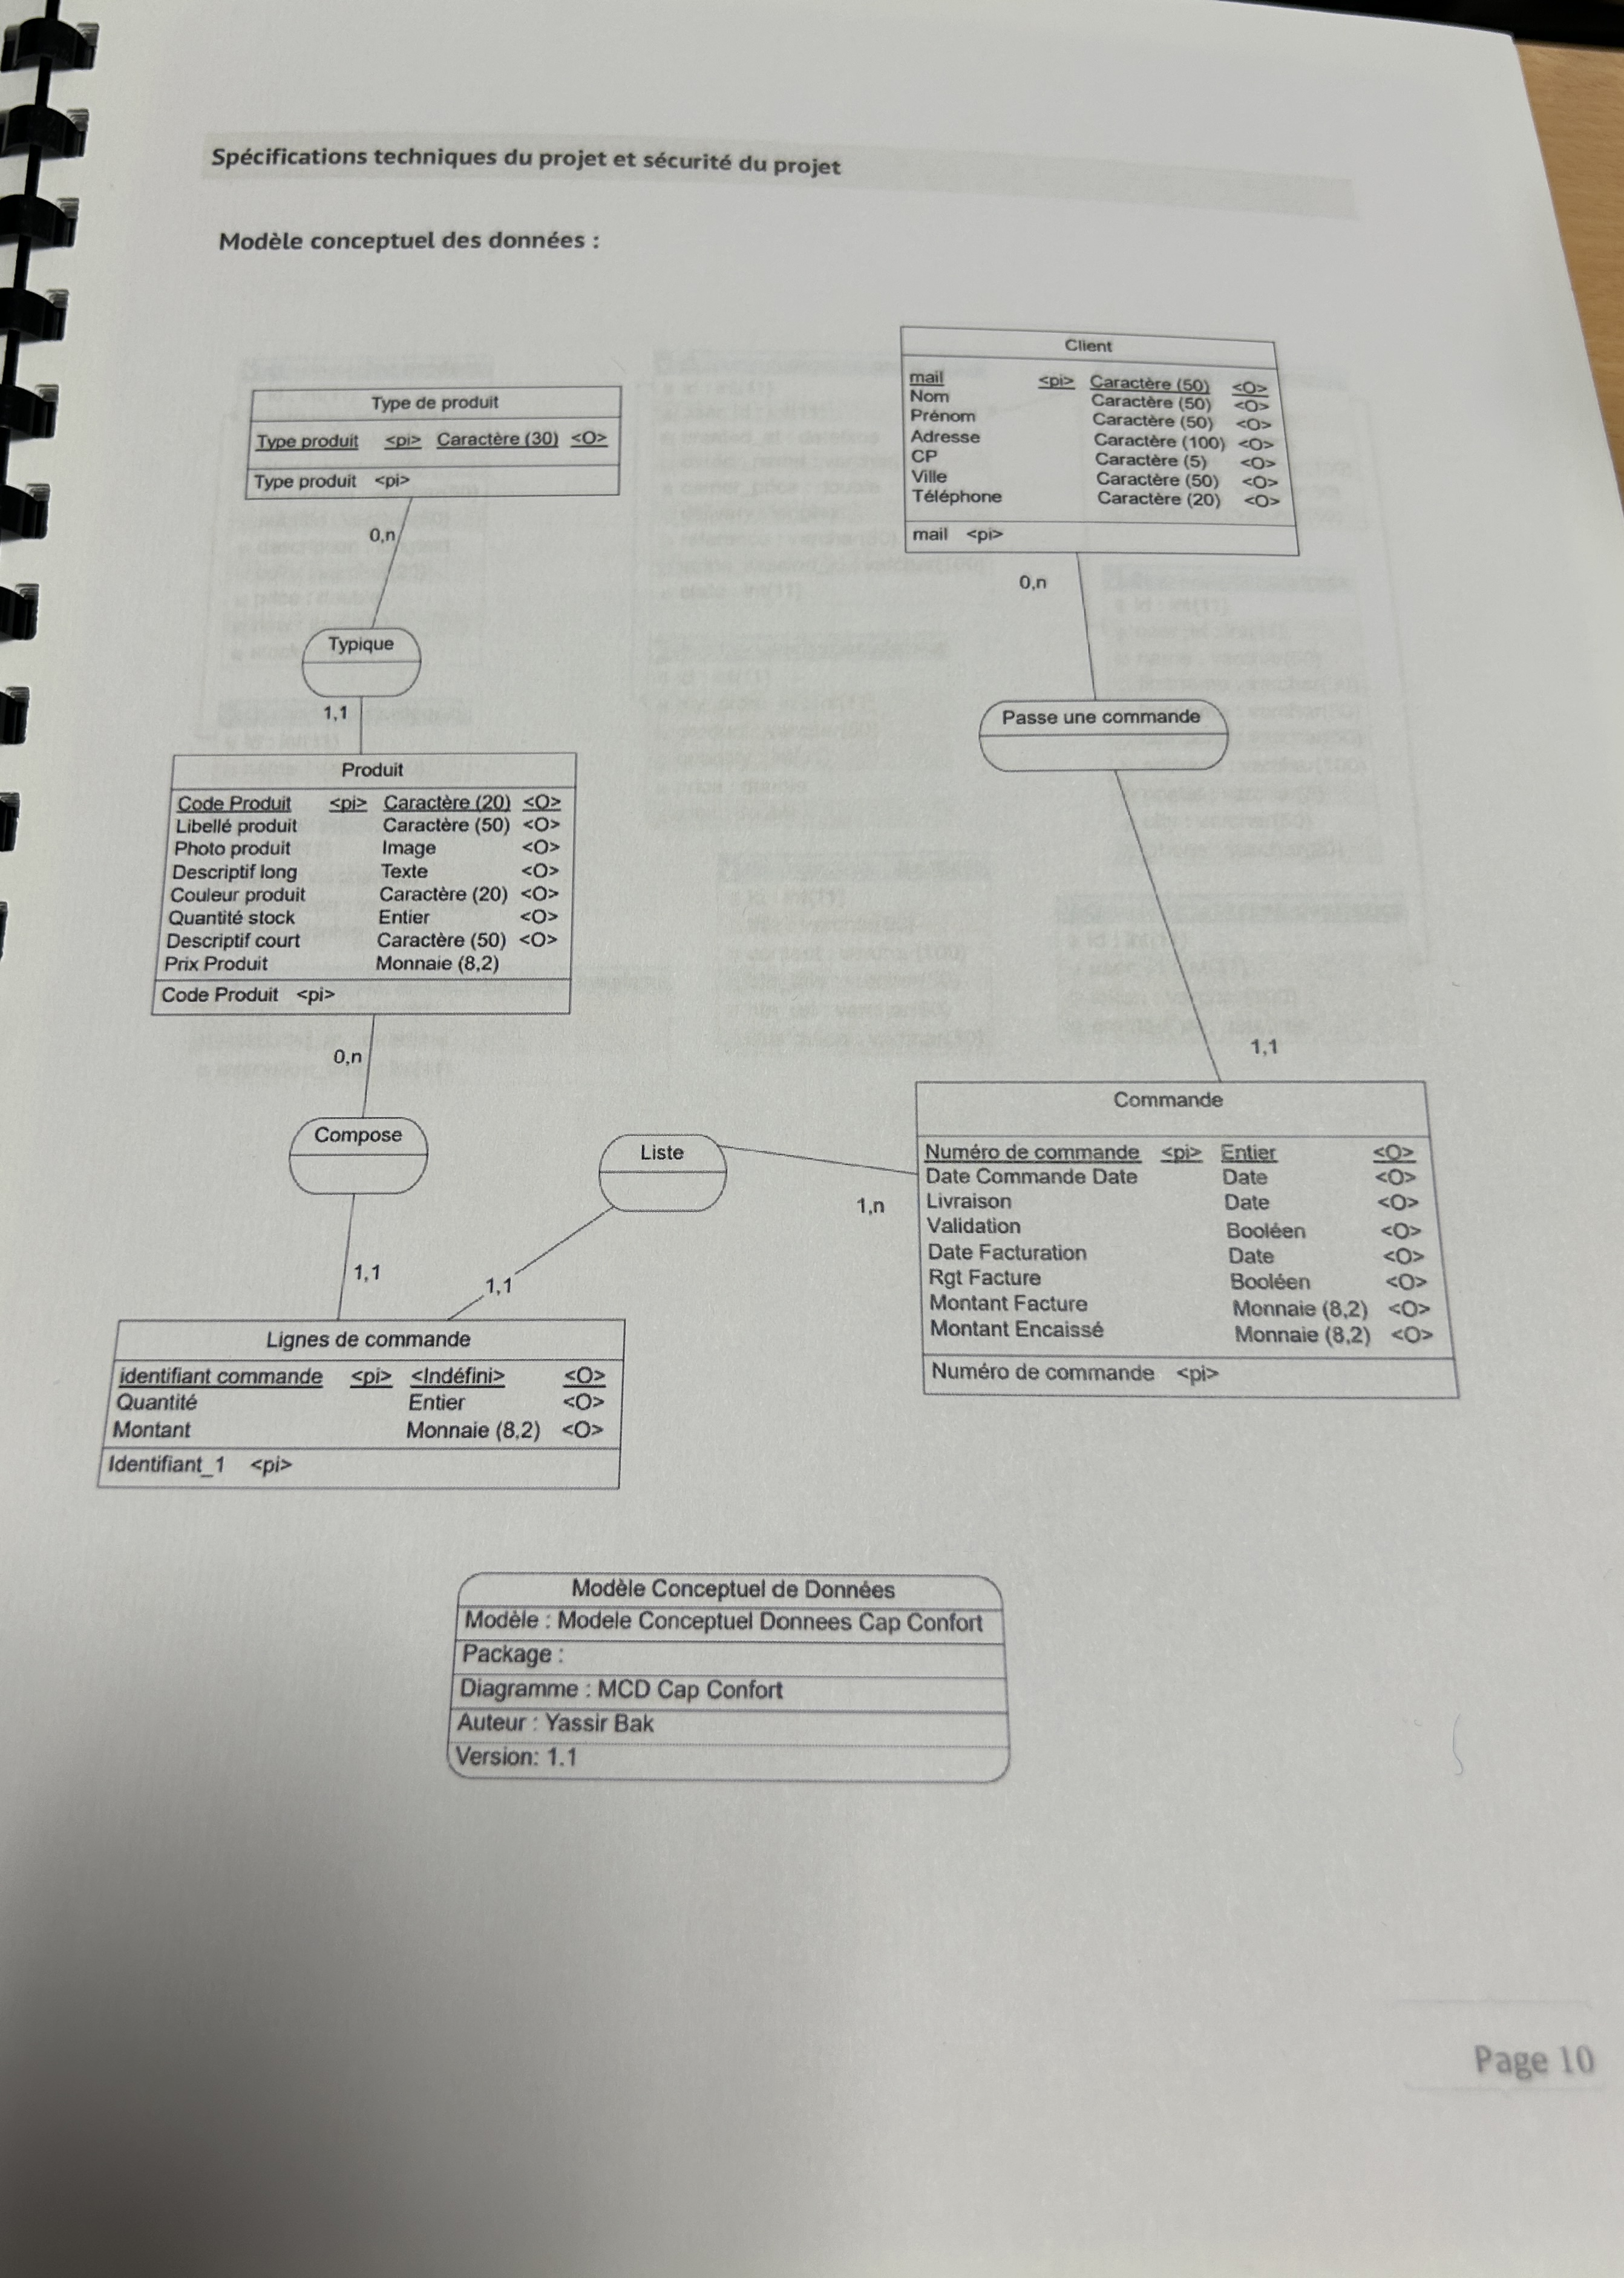 Spécifications techniques du projet et sécurité du projet
Modèle conceptuel des données :
Type de produit
Type produit <pi> Caractère (30) <O>
Type produit <pi>
0,n
Typique
1,1
Client
mail <pi> Caractère (50) <O>
Nom Caractère (50) <O>
Prénom Caractère (50) <O>
Adresse Caractère (100) <O>
CP Caractère (5) <O>
Ville Caractère (50) <O>
Téléphone Caractère (20) <O>
mail <pi>
0,n
Passe une commande
1,1
Produit
Code Produit <pi> Caractère (20) <O>
Libellé produit Caractère (50) <O>
Photo produit Image <O>
Descriptif long Texte <O>
Couleur produit Caractère (20) <O>
Quantité stock Entier <O>
Descriptif court Caractère (50) <O>
Prix Produit Monnaie (8,2)
Code Produit <pi>
0,n
Compose
1,1
Liste
1,n
1,1
Commande
Numéro de commande <pi> Entier <O>
Date Commande Date Date <O>
Livraison Date <O>
Validation Booléen <O>
Date Facturation Date <O>
Rgt Facture Booléen <O>
Montant Facture Monnaie (8,2) <O>
Montant Encaissé Monnaie (8,2) <O>
Numéro de commande <pi>
Lignes de commande
identifiant commande <pi> <Indéfini> <O>
Quantité Entier <O>
Montant Monnaie (8,2) <O>
Identifiant_1 <pi>
Modèle Conceptuel de Données
Modèle : Modele Conceptuel Donnees Cap Confort
Package :
Diagramme : MCD Cap Confort
Auteur : Yassir Bak
Version: 1.1
Page 10